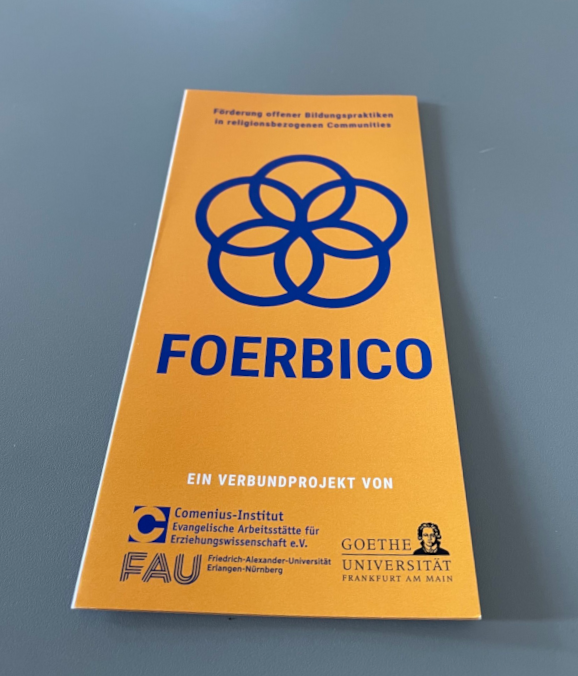 Förderung offener Bildungspraktiken
in religionsbezogenen Communities
FOERBICO
EIN VERBUNDPROJEKT VON
Comenius-Institut
Evangelische Arbeitsstätte für
Erziehungswissenschaft e.V.
FAU
Friedrich-Alexander-Universität
Erlangen-Nürnberg
GOETHE
UNIVERSITÄT
FRANKFURT AM MAIN